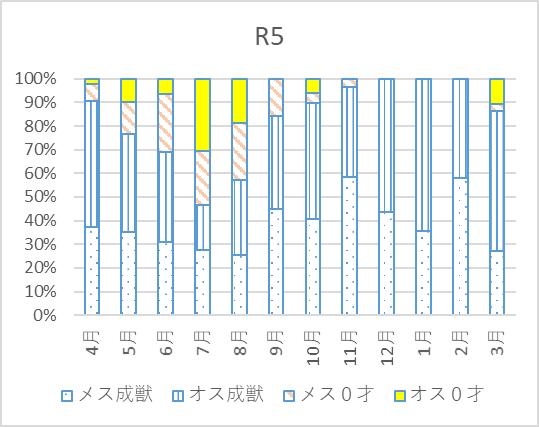 R5
100%
90%
80%
70%
60%
50%
40%
30%
20%
10%
0%
4月
5月
6月
7月
8月
9月
10月
11月
12月
1月
2月
3月
メス成獣 オス成獣 メス0才 オス0才